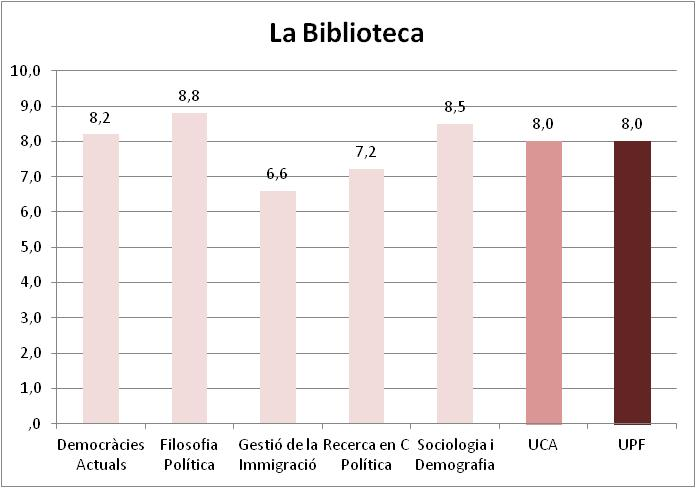 La Biblioteca
10,0
9,0
8,0
7,0
6,0
5,0
4,0
3,0
2,0
1,0
,0
8,2
8,8
6,6
7,2
8,5
8,0
8,0
Democràcies
Actuals
Filosofia
Política
Gestió de la
Immigració
Recerca en C
Política
Sociologia i
Demografia
UCA
UPF